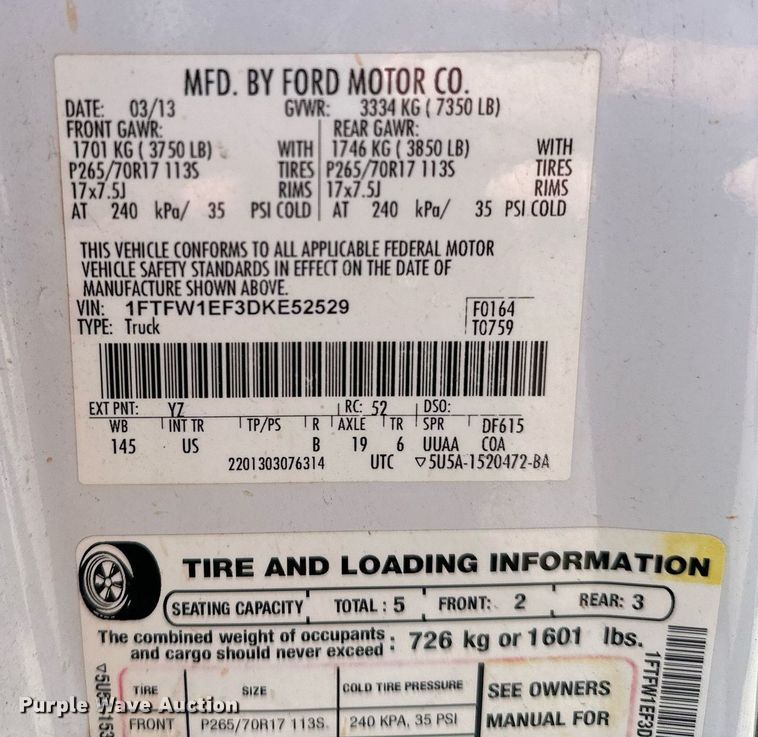 MFD. BY FORD MOTOR CO.
DATE: 03/13 GVWR: 3334 KG ( 7350 LB)
FRONT GAWR: REAR GAWR:
1701 KG ( 3750 LB) WITH 1746 KG ( 3850 LB) WITH
P265/70R17 113S TIRES P265/70R17 113S TIRES
17x7.5J RIMS 17x7.5J RIMS
AT 240 kPa/ 35 PSI COLD AT 240 kPa/ 35 PSI COLD
THIS VEHICLE CONFORMS TO ALL APPLICABLE FEDERAL MOTOR
VEHICLE SAFETY STANDARDS IN EFFECT ON THE DATE OF
MANUFACTURE SHOWN ABOVE.
VIN: 1FTFW1EF3DKE52529 F0164
TYPE: Truck T0759
EXT PNT: YZ RC: 52 DSO:
WB INT TR TP/PS R AXLE TR SPR DF615
145 US B 19 6 UUAA COA
2201303076314 UTC ▽5U5A-1520472-BA
TIRE AND LOADING INFORMATION
SEATING CAPACITY TOTAL : 5 FRONT: 2 REAR: 3
The combined weight of occupants and cargo should never exceed : 726 kg or 1601 lbs.
TIRE SIZE COLD TIRE PRESSURE SEE OWNERS
FRONT P265/70R17 113S 240 KPA, 35 PSI MANUAL FOR
1FTFW1EF3D
Purple Wave Auction